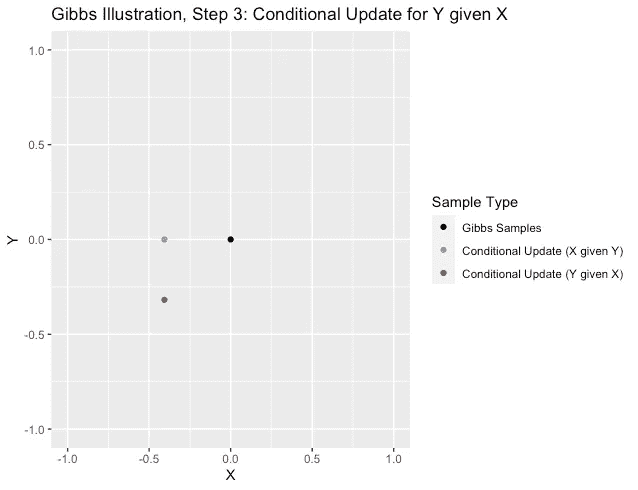 Gibbs Illustration, Step 3: Conditional Update for Y given X
1.0
0.5
0.0
-0.5
-1.0
Y
-1.0 -0.5 0.0 0.5 1.0
X
Sample Type
Gibbs Samples
Conditional Update (X given Y)
Conditional Update (Y given X)